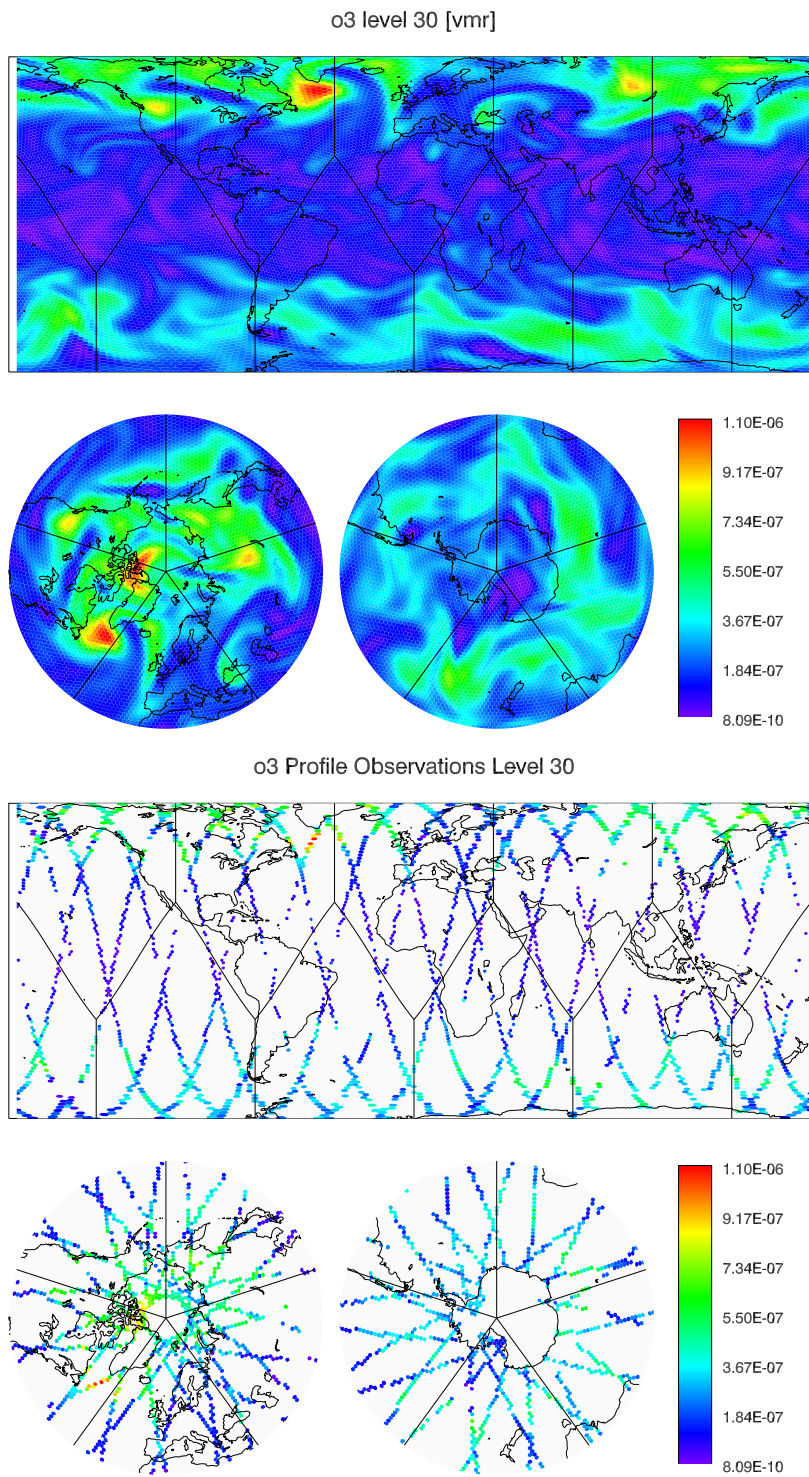 o3 level 30 [vmr]
1.10E-06
9.17E-07
7.34E-07
5.50E-07
3.67E-07
1.84E-07
8.09E-10
o3 Profile Observations Level 30
1.10E-06
9.17E-07
7.34E-07
5.50E-07
3.67E-07
1.84E-07
8.09E-10